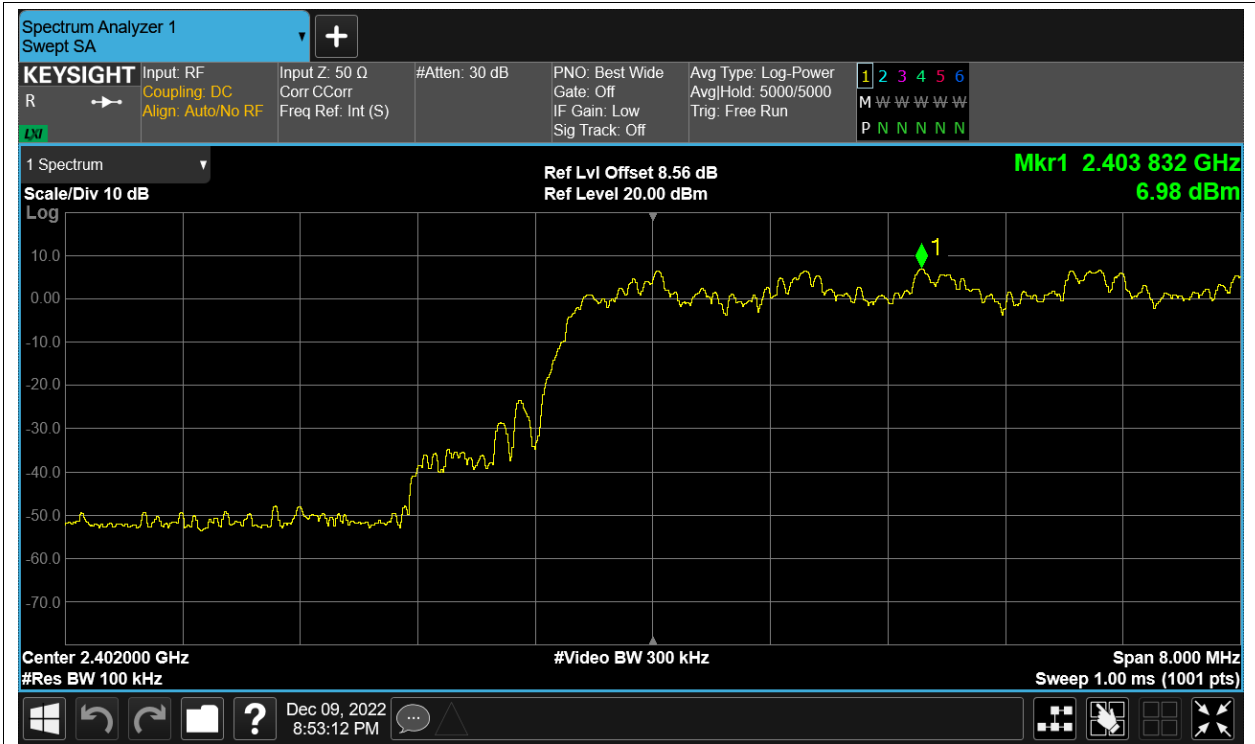 Spectrum Analyzer 1
Swept SA
+
KEYSIGHT
R
LXI
Input: RF
Coupling: DC
Align: Auto/No RF
Input Z: 50 Ω
Corr CCorr
Freq Ref: Int (S)
#Atten: 30 dB
PNO: Best Wide
Gate: Off
IF Gain: Low
Sig Track: Off
Avg Type: Log-Power
Avg|Hold: 5000/5000
Trig: Free Run
1 2 3 4 5 6
M W W W W W
P N N N N N
1 Spectrum
Scale/Div 10 dB
Log
Ref Lvl Offset 8.56 dB
Ref Level 20.00 dBm
Mkr1 2.403 832 GHz
6.98 dBm
1
10.0
0.00
-10.0
-20.0
-30.0
-40.0
-50.0
-60.0
-70.0
Center 2.402000 GHz
#Res BW 100 kHz
#Video BW 300 kHz
Span 8.000 MHz
Sweep 1.00 ms (1001 pts)
?
Dec 09, 2022
8:53:12 PM